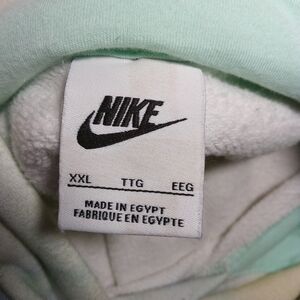 NIKE
XXL TTG EEG
MADE IN EGYPT
FABRIQUE EN EGYPTE